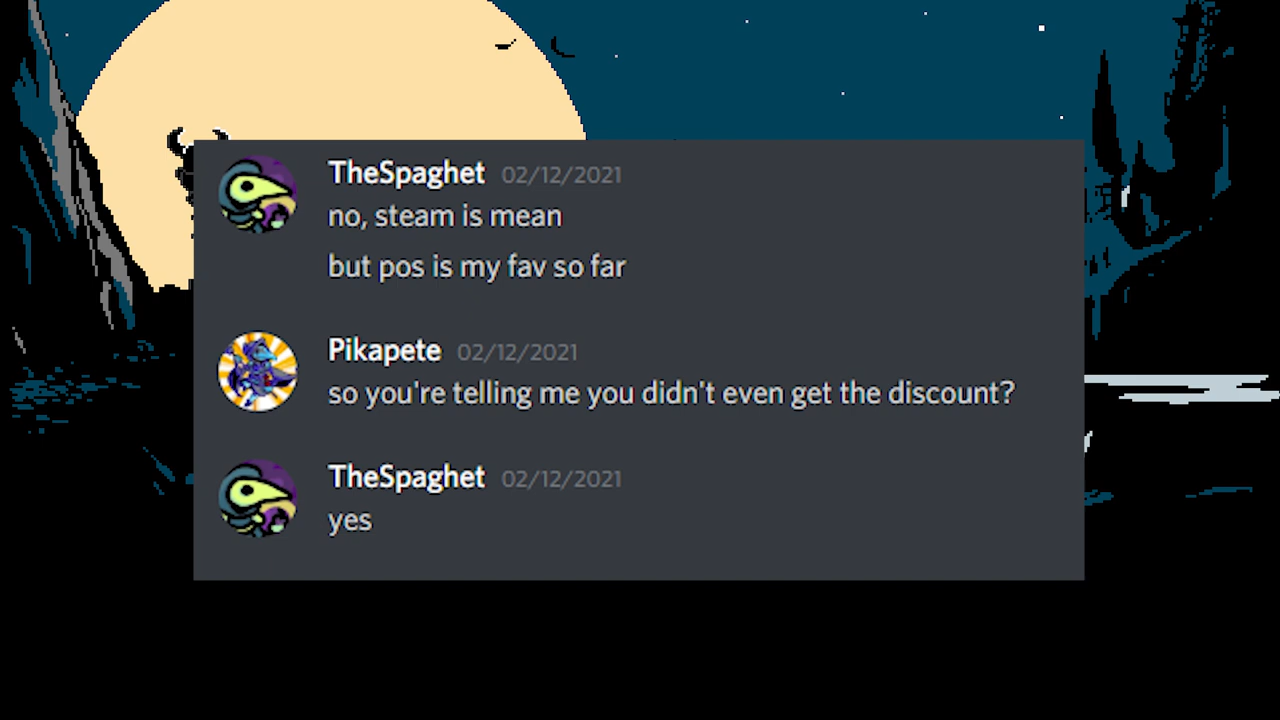 TheSpaghet 02/12/2021
no, steam is mean
but pos is my fav so far
Pikapete 02/12/2021
so you're telling me you didn't even get the discount?
TheSpaghet 02/12/2021
yes